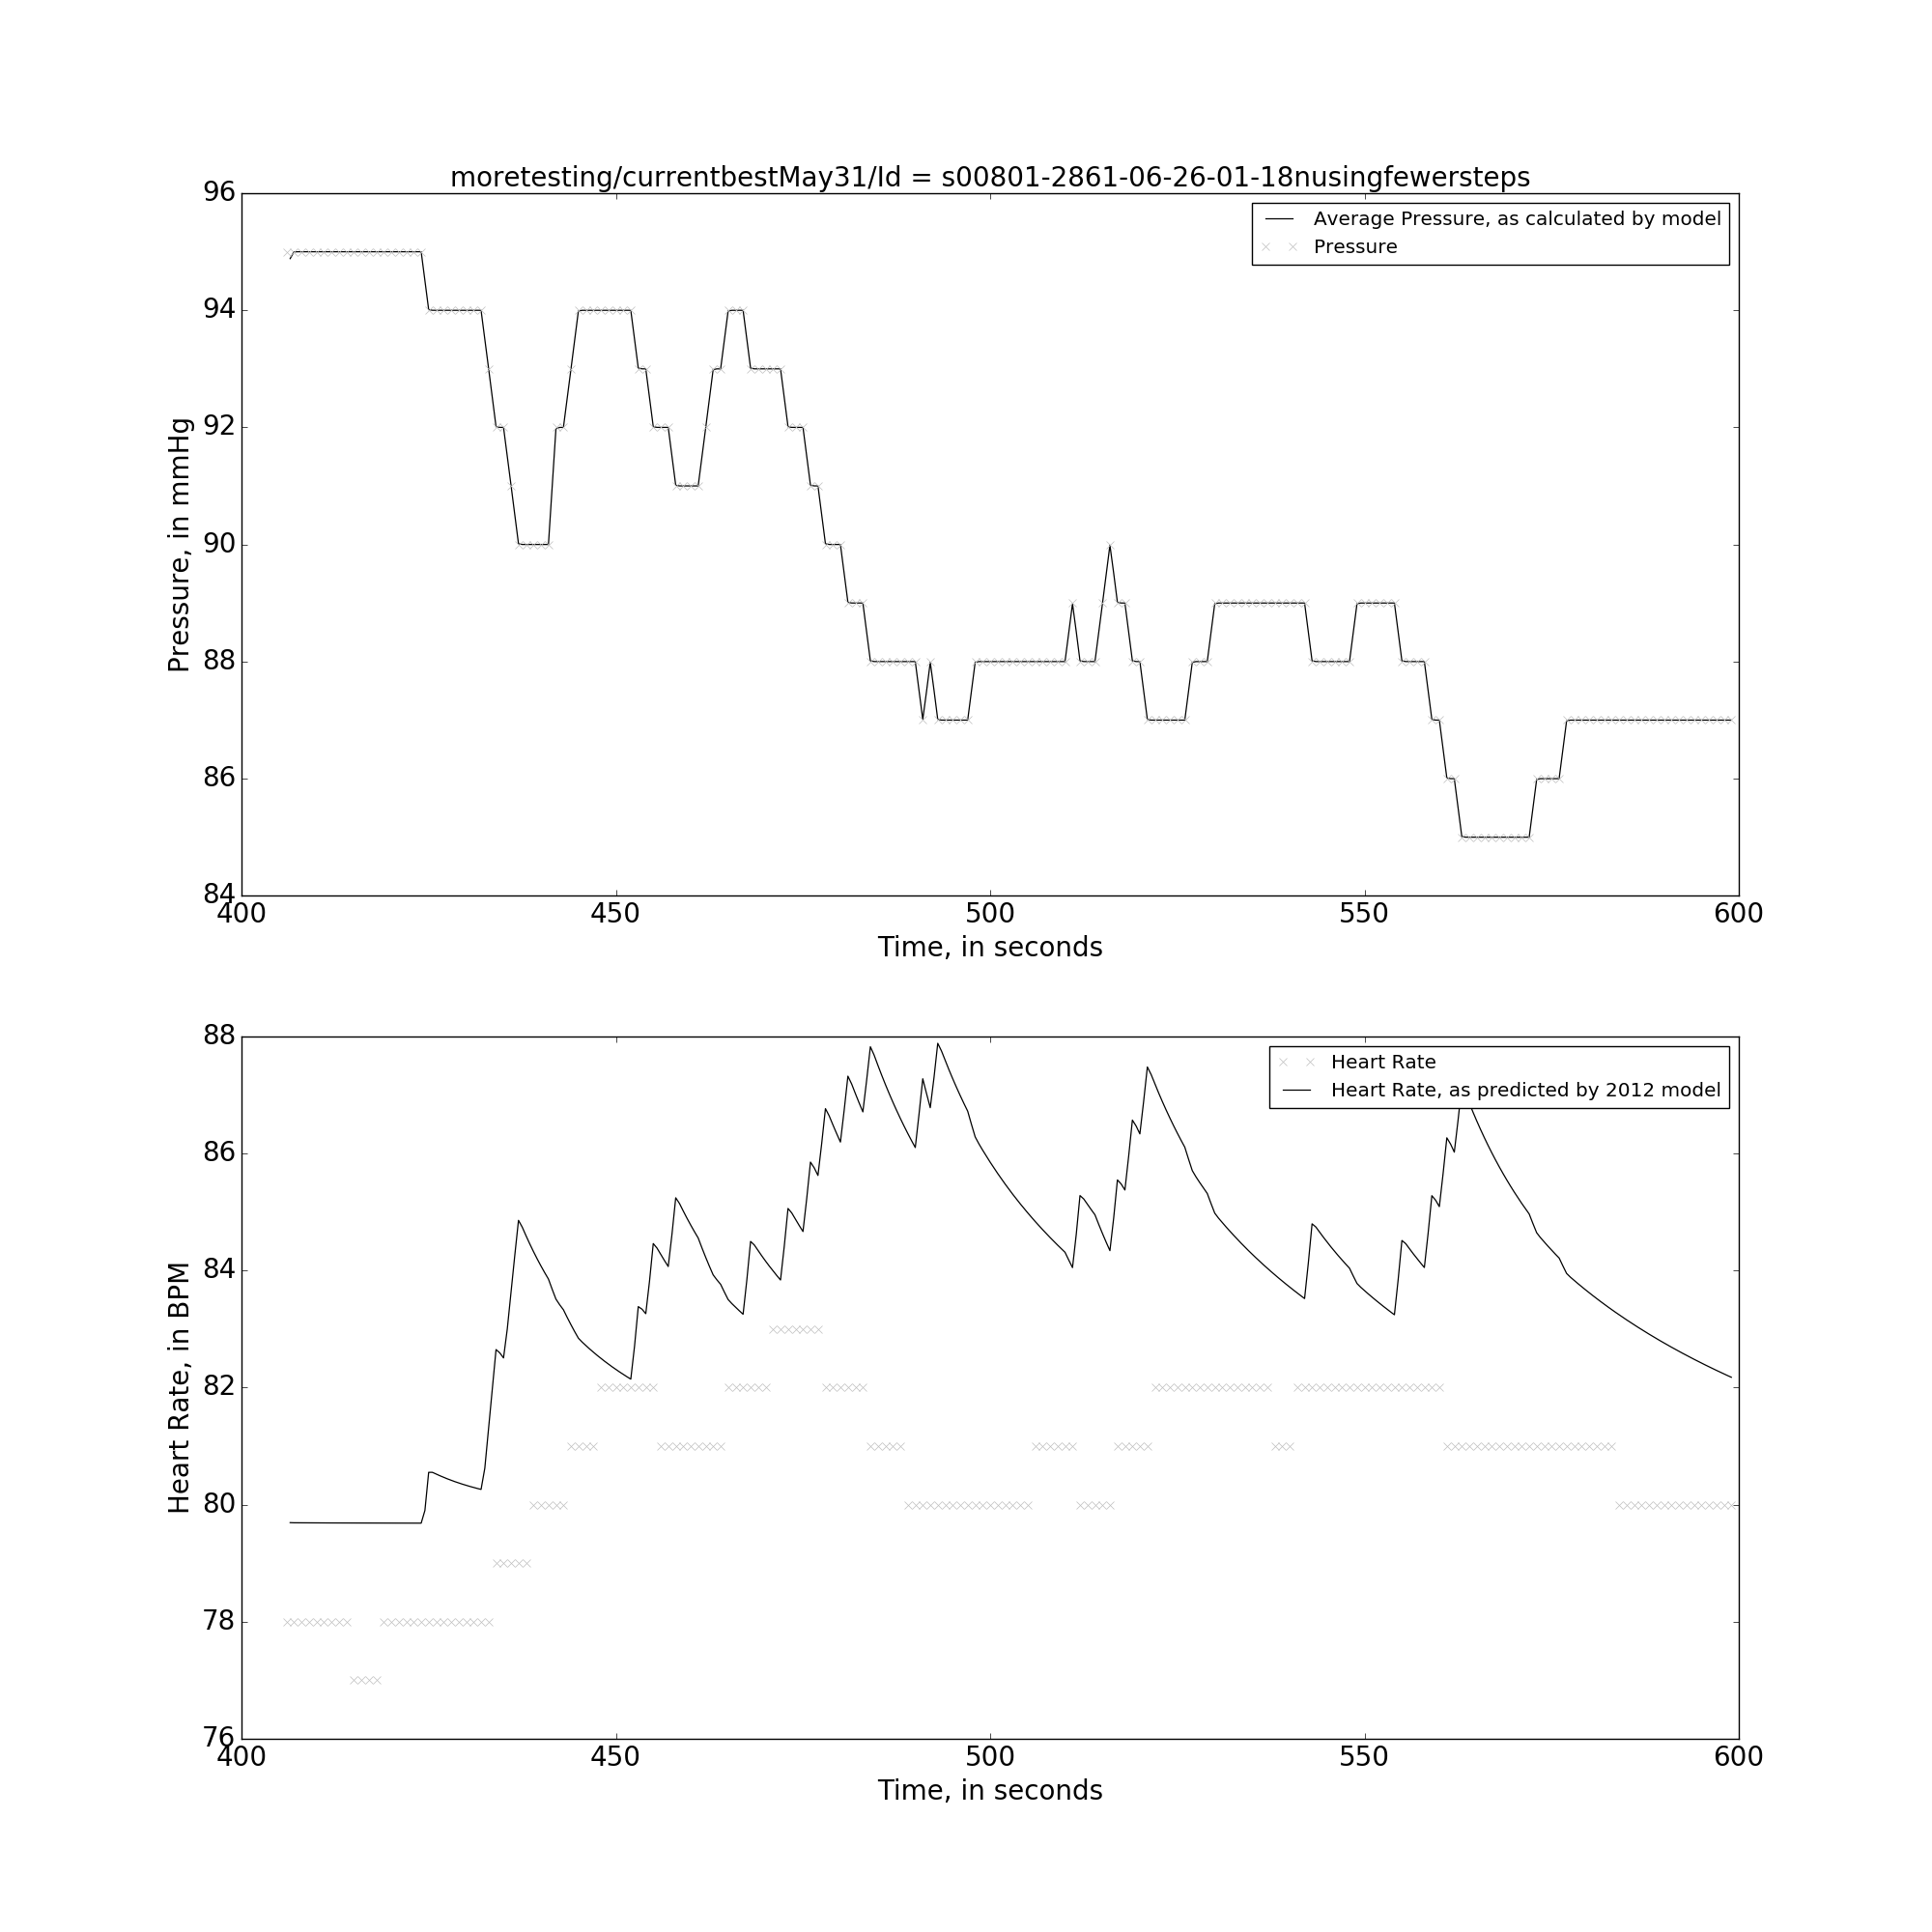 moretesting/currentbestMay31/Id = s00801-2861-06-26-01-18nusingfewersteps
96
94
92
90
88
86
84
Pressure, in mmHg
Average Pressure, as calculated by model
Pressure
400 450 500 550 600
Time, in seconds
88
86
84
82
80
78
76
Heart Rate, in BPM
Heart Rate
Heart Rate, as predicted by 2012 model
400 450 500 550 600
Time, in seconds